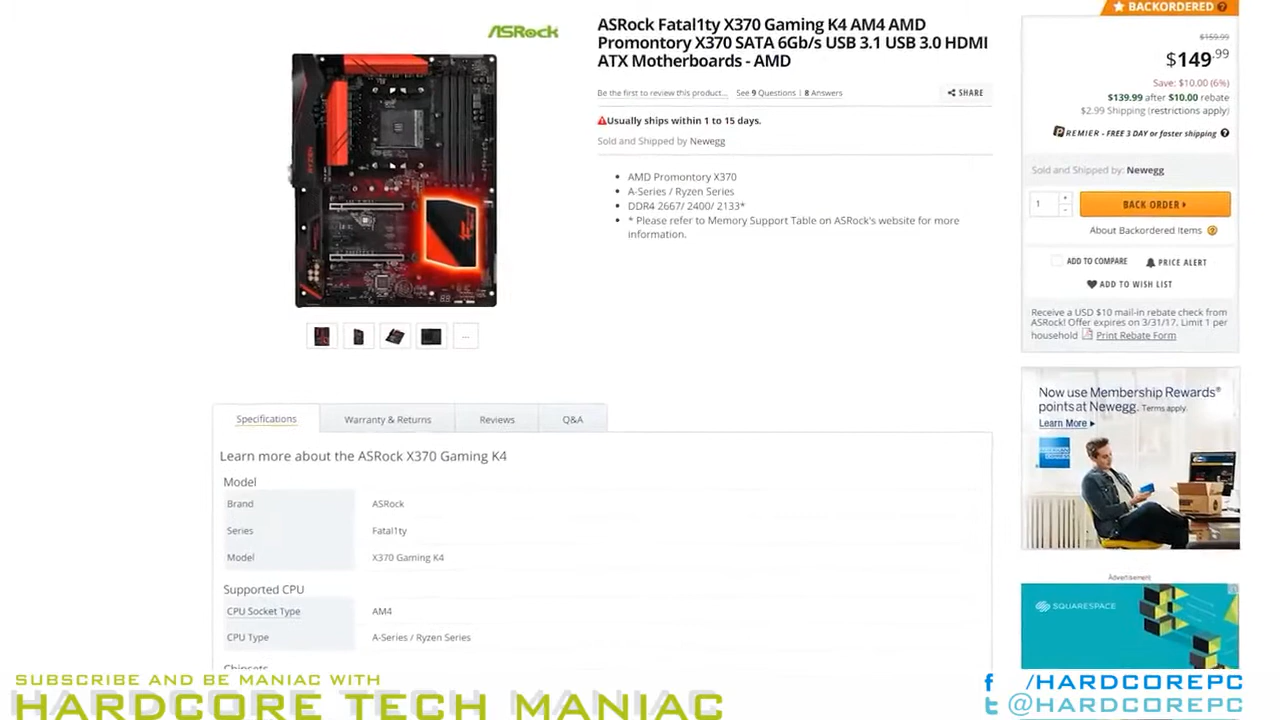 ASRock
ASRock Fatal1ty X370 Gaming K4 AM4 AMD
Promontory X370 SATA 6Gb/s USB 3.1 USB 3.0 HDMI
ATX Motherboards - AMD
Be the first to review this product... See 9 Questions | 8 Answers
SHARE
Usually ships within 1 to 15 days.
Sold and Shipped by Newegg
• AMD Promontory X370
• A-Series / Ryzen Series
• DDR4 2667/ 2400/ 2133*
• * Please refer to Memory Support Table on ASRock's website for more
information.
...
BACKORDERED ?
$159.99
$149.99
Save: $10.00 (6%)
$139.99 after $10.00 rebate
$2.99 Shipping (restrictions apply)
PREMIER - FREE 3 DAY or faster shipping ?
Sold and Shipped by: Newegg
1 + -
BACK ORDER
About Backordered Items ?
ADD TO COMPARE PRICE ALERT
ADD TO WISH LIST
Receive a USD $10 mail-in rebate check from
ASRock! Offer expires on 3/31/17. Limit 1 per
household Print Rebate Form
Now use Membership Rewards®
points at Newegg. Terms apply.
Learn More
Advertisement
SQUARESPACE
Specifications Warranty & Returns Reviews Q&A
Learn more about the ASRock X370 Gaming K4
Model
Brand ASRock
Series Fatal1ty
Model X370 Gaming K4
Supported CPU
CPU Socket Type AM4
CPU Type A-Series / Ryzen Series
Chipsets
SUBSCRIBE AND BE MANIAC WITH
HARDCORE TECH MANIAC
f /HARDCOREPC
t @HARDCOREPC